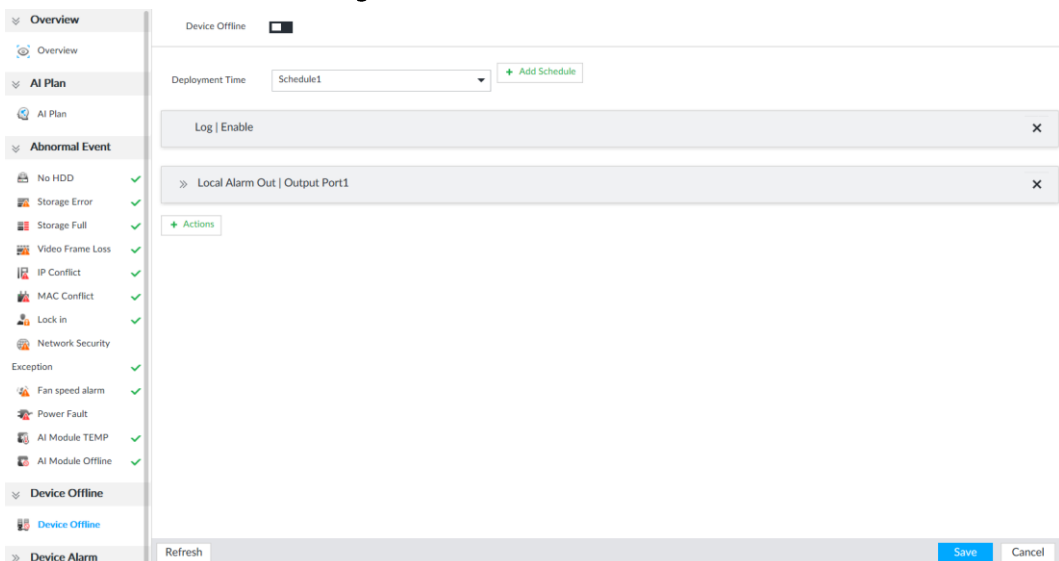 Overview
Overview
AI Plan
AI Plan
Abnormal Event
No HDD
Storage Error
Storage Full
Video Frame Loss
IP Conflict
MAC Conflict
Lock in
Network Security
Exception
Fan speed alarm
Power Fault
AI Module TEMP
AI Module Offline
Device Offline
Device Offline
Device Alarm
Device Offline
Deployment Time
Schedule1
+ Add Schedule
Log | Enable
Local Alarm Out | Output Port1
+ Actions
Refresh
Save
Cancel